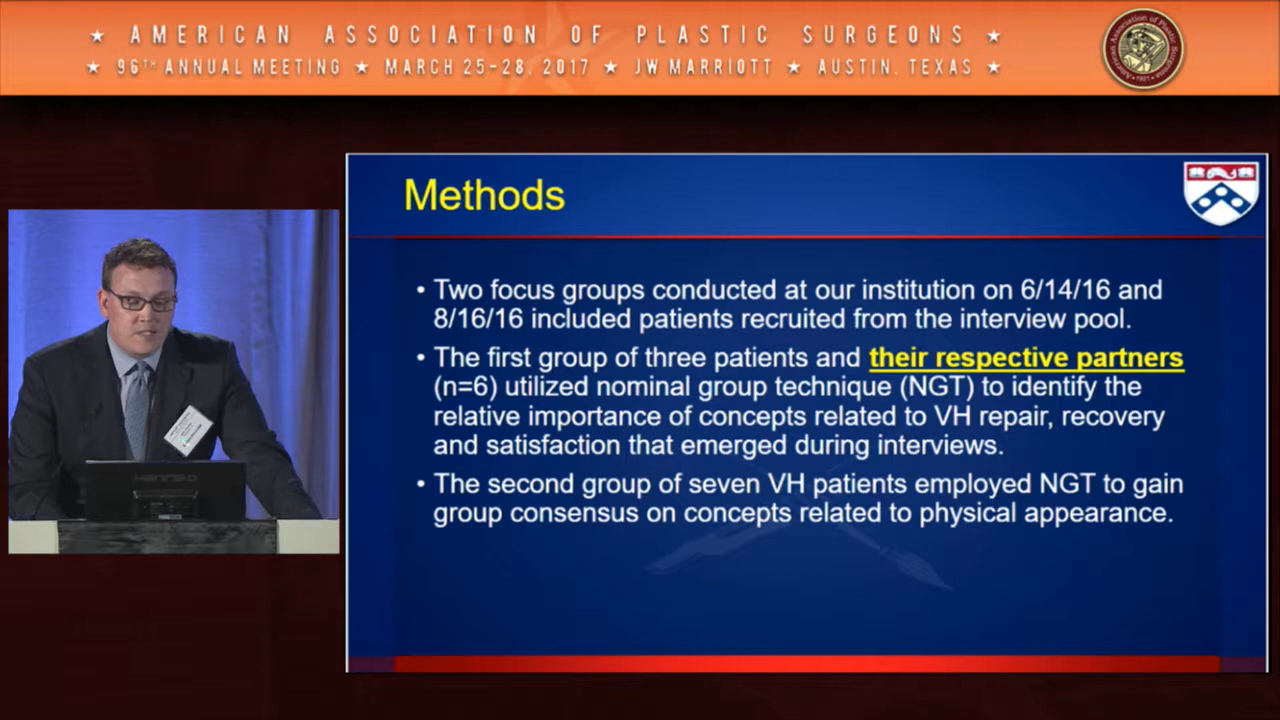 ★ AMERICAN ASSOCIATION OF PLASTIC SURGEONS ★
★ 96TH ANNUAL MEETING ★ MARCH 25-28, 2017 ★ JW MARRIOTT ★ AUSTIN, TEXAS ★
Methods
• Two focus groups conducted at our institution on 6/14/16 and
8/16/16 included patients recruited from the interview pool.
• The first group of three patients and their respective partners
(n=6) utilized nominal group technique (NGT) to identify the
relative importance of concepts related to VH repair, recovery
and satisfaction that emerged during interviews.
• The second group of seven VH patients employed NGT to gain
group consensus on concepts related to physical appearance.